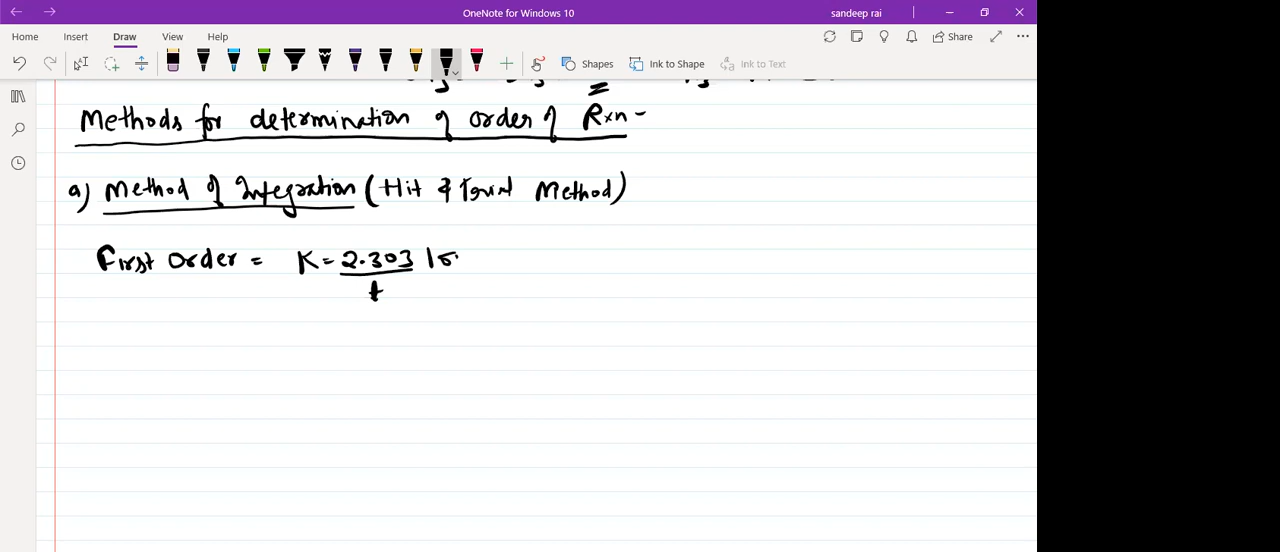 OneNote for Windows 10
sandeep rai
Home Insert Draw View Help
Shapes Ink to Shape Ink to Text Share
Methods for determination of order of Rxn -
a) Method of Integration (Hit & Method)
First Order = K = 2.303
t